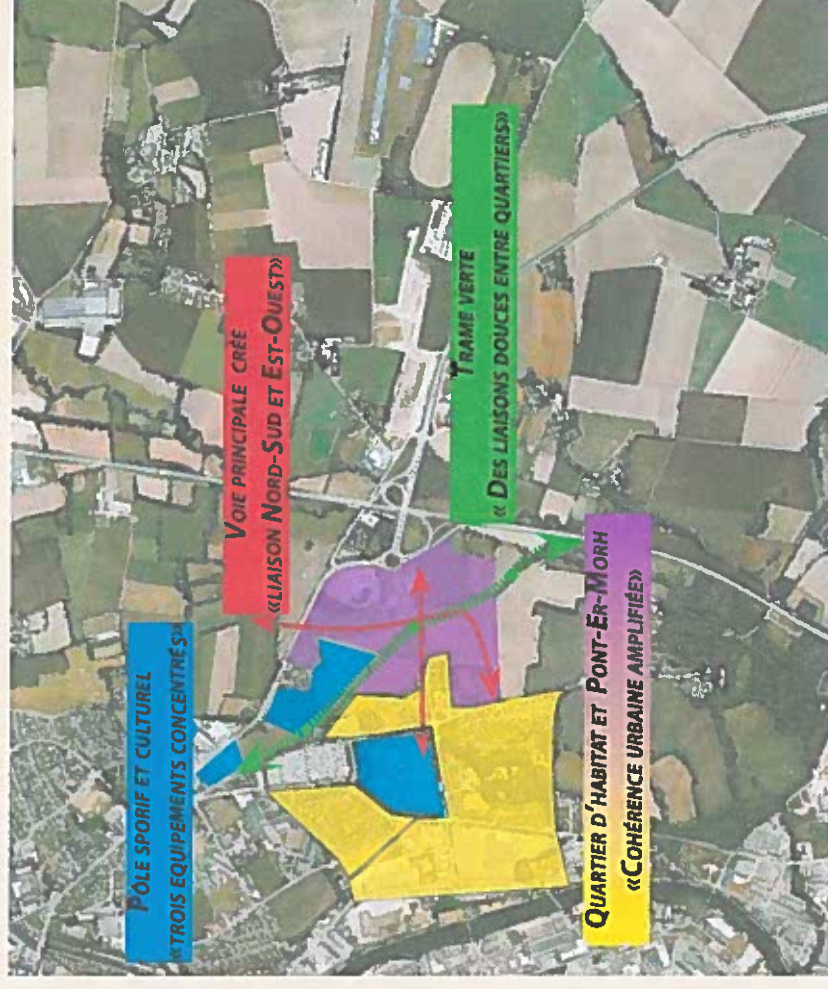 PÔLE SPORIF ET CULTUREL
«TROIS EQUIPEMENTS CONCENTRÉS»
VOIE PRINCIPALE CRÉE
«LIAISON NORD-SUD ET EST-OUEST»
TRAME VERTE
« DES LIAISONS DOUCES ENTRE QUARTIERS»
QUARTIER D'HABITAT ET PONT-ER-MORH
«COHÉRENCE URBAINE AMPLIFIÉE»